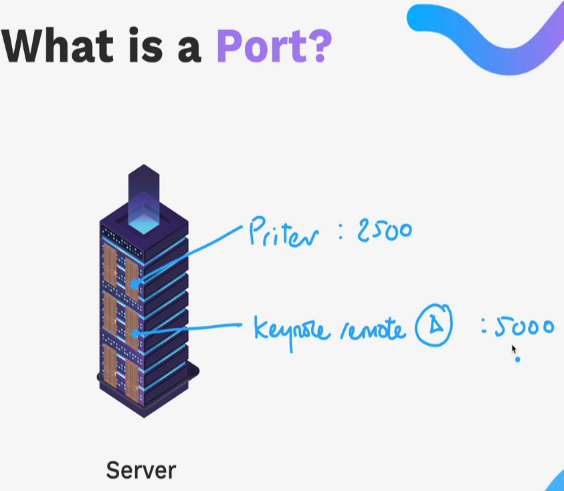 What is a Port?
Priter : 2500
Keynote remote :5000
Server